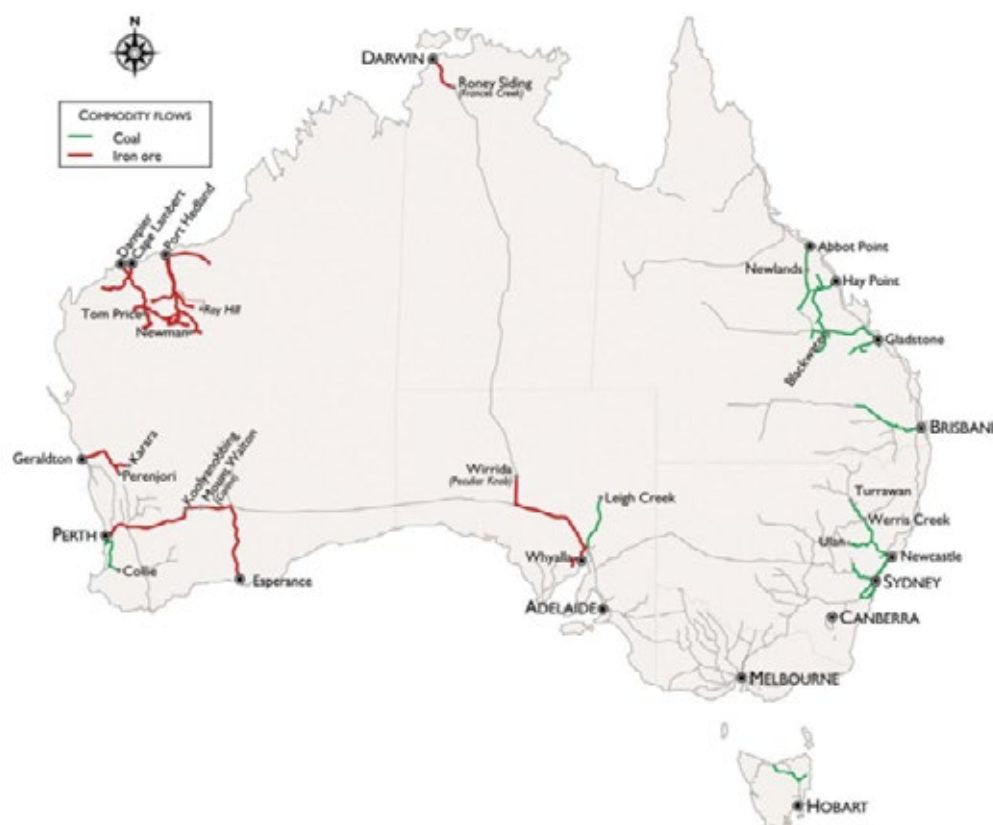 N
DARWIN
Roney Siding
(Frances Creek)
COMMODITY FLOWS
Coal
Iron ore
Dampier
Cape Lambert
Port Hedland
Abbot Point
Newlands
Hay Point
Roy Hill
Tom Price
Newman
Blackwater
Gladstone
BRISBANE
Geraldton
Karara
Perenjori
Koolyanobbing
Mount Walton
Wirrida
(Peculiar Knob)
Leigh Creek
Turrawan
Werris Creek
PERTH
Collie
Esperance
Whyalla
Ulan
Newcastle
SYDNEY
ADELAIDE
CANBERRA
MELBOURNE
HOBART